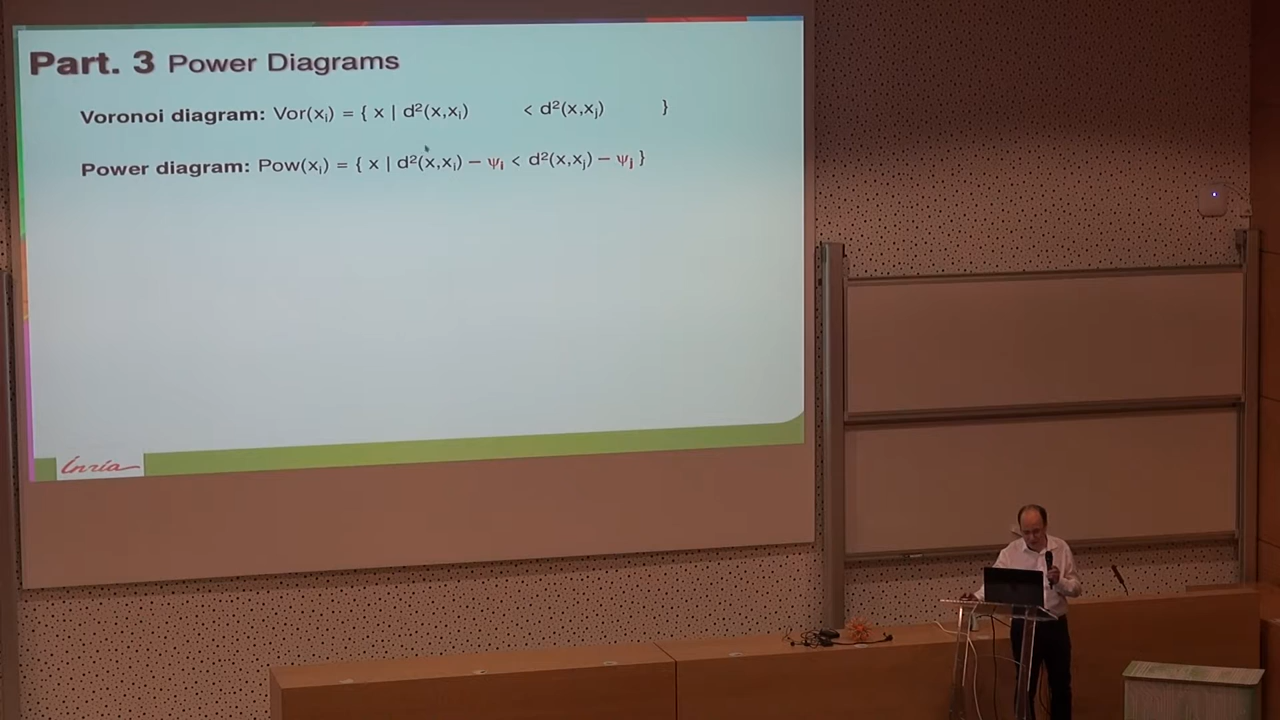 Part. 3 Power Diagrams
Voronoi diagram: Vor(xᵢ) = { x | d²(x,xᵢ) < d²(x,xⱼ) }
Power diagram: Pow(xᵢ) = { x | d²(x,xᵢ) − ψᵢ < d²(x,xⱼ) − ψⱼ }
Inria